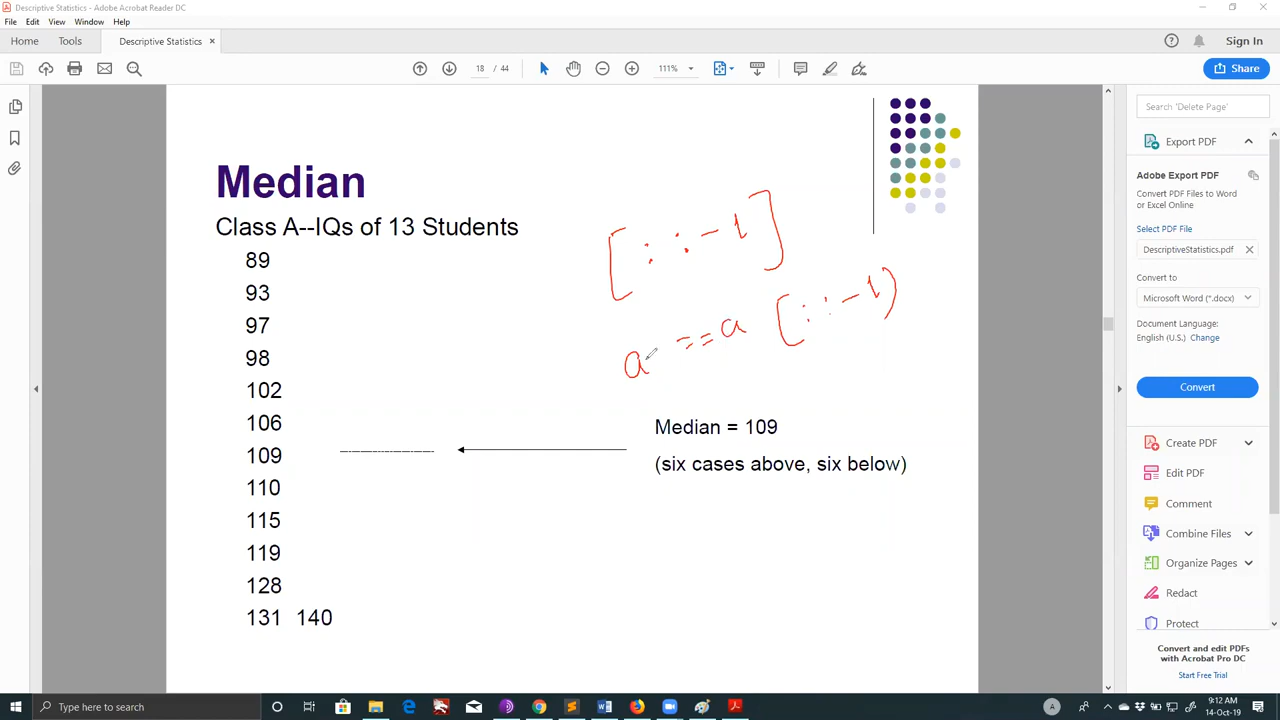 Descriptive Statistics - Adobe Acrobat Reader DC
File Edit View Window Help
Home Tools Descriptive Statistics × Sign In
18 / 44 111% Share
Median
Class A--IQs of 13 Students
89
93
97
98
102
106
109
110
115
119
128
131 140
[: : -1]
a == a [: : -1)
Median = 109
(six cases above, six below)
Search 'Delete Page'
Export PDF
Adobe Export PDF
Convert PDF Files to Word
or Excel Online
Select PDF File
DescriptiveStatistics.pdf
Convert to
Microsoft Word (*.docx)
Document Language:
English (U.S.) Change
Convert
Create PDF
Edit PDF
Comment
Combine Files
Organize Pages
Redact
Protect
Convert and edit PDFs
with Acrobat Pro DC
Start Free Trial
Type here to search
9:12 AM
14-Oct-19